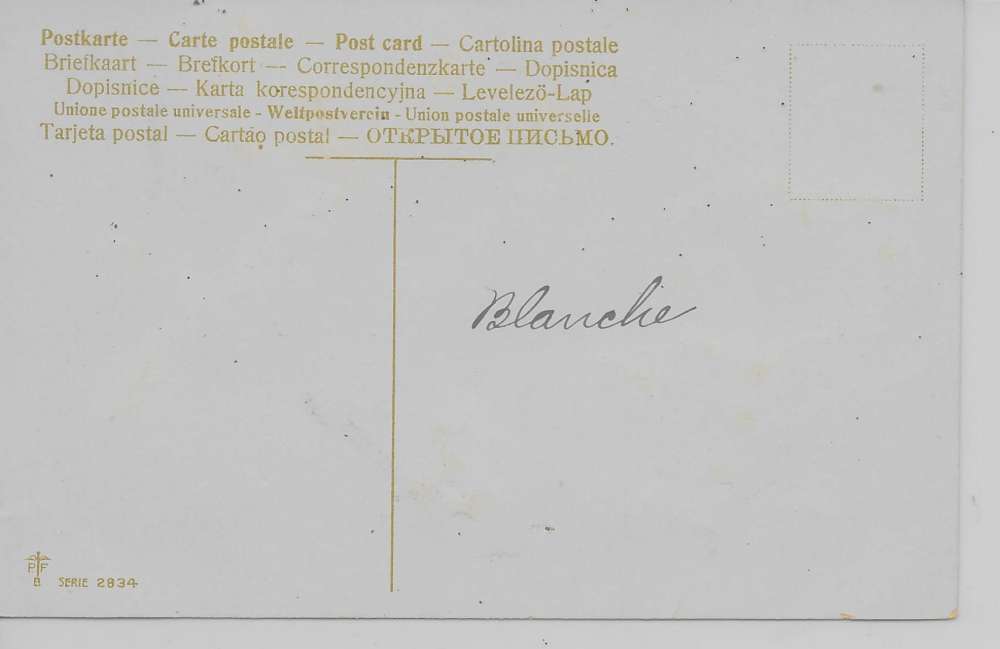 Postkarte — Carte postale — Post card — Cartolina postale
Briefkaart — Brefkort — Correspondenzkarte — Dopisnica
Dopisnice — Karta korespondencyjna — Levelezö-Lap
Unione postale universale - Weltpostverein - Union postale universelle
Tarjeta postal — Cartão postal — ОТКРЫТОЕ ПИСЬМО.
Blanche
PF
B SERIE 2834